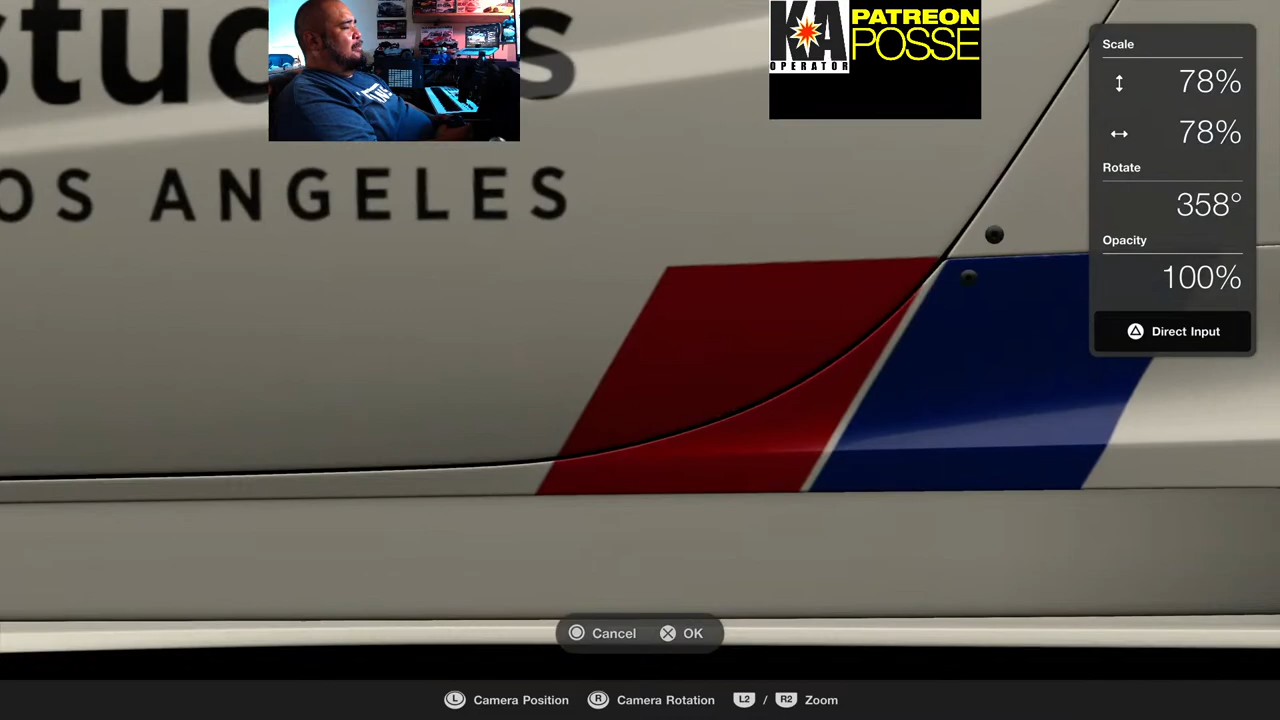 stud s
OS ANGELES
KA
OPERATOR
PATREON
POSSE
Scale
78%
78%
Rotate
358°
Opacity
100%
Direct Input
Cancel
OK
L Camera Position
R Camera Rotation
L2 / R2 Zoom